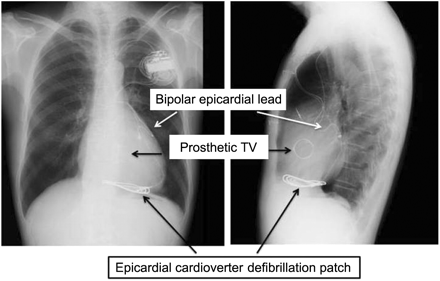 Bipolar epicardial lead
Prosthetic TV
Epicardial cardioverter defibrillation patch